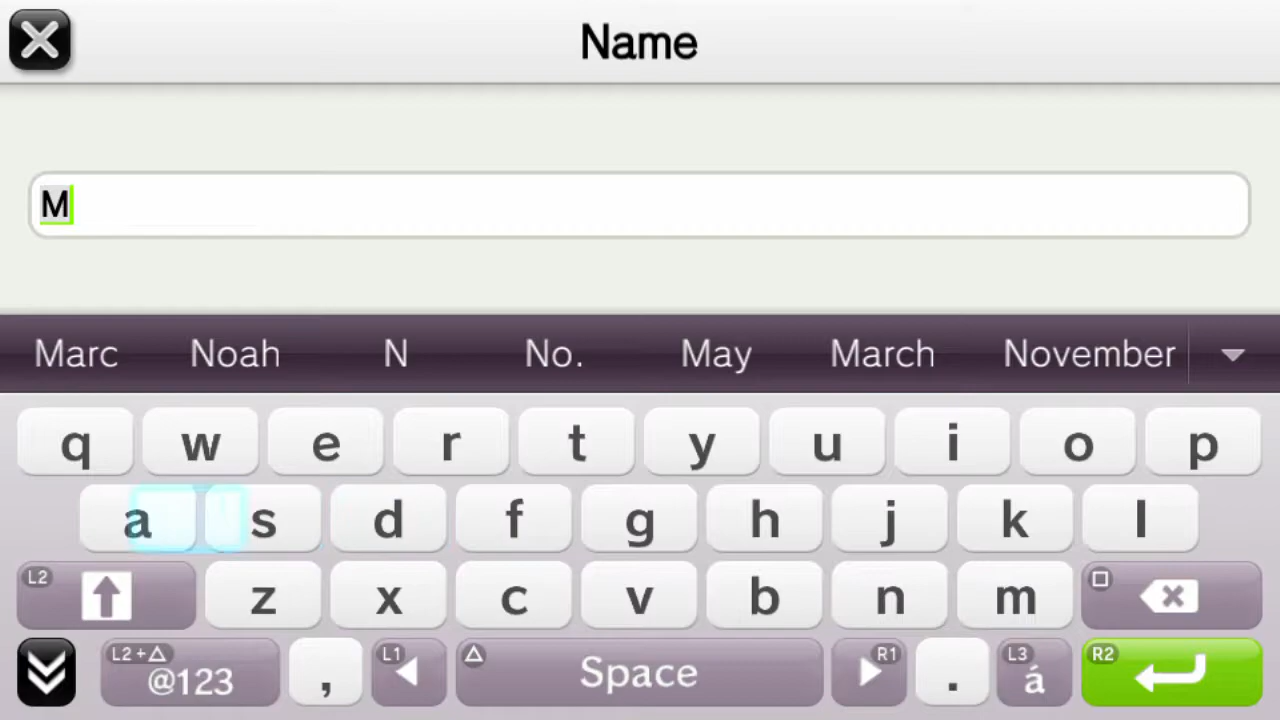 Name
M
Marc Noah N No. May March November
q w e r t y u i o p
a s d f g h j k l
L2 z x c v b n m
L2+△ @123 , L1 △ Space R1 . L3 á R2